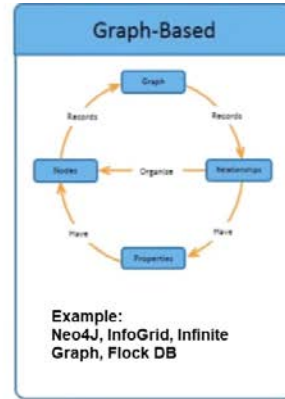 Graph-Based
Graph
Records
Records
Nodes
Organize
Relationships
Have
Have
Properties
Example:
Neo4J, InfoGrid, Infinite
Graph, Flock DB